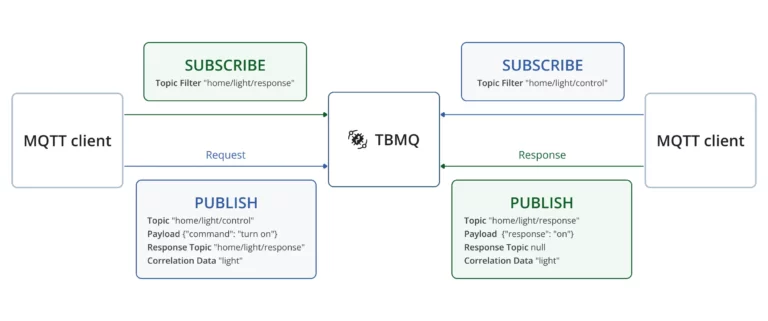 SUBSCRIBE
Topic Filter "home/light/response"
SUBSCRIBE
Topic Filter "home/light/control"
MQTT client
TBMQ
MQTT client
Request
Response
PUBLISH
Topic "home/light/control"
Payload {"command": "turn on"}
Response Topic "home/light/response"
Correlation Data "light"
PUBLISH
Topic "home/light/response"
Payload {"response": "on"}
Response Topic null
Correlation Data "light"